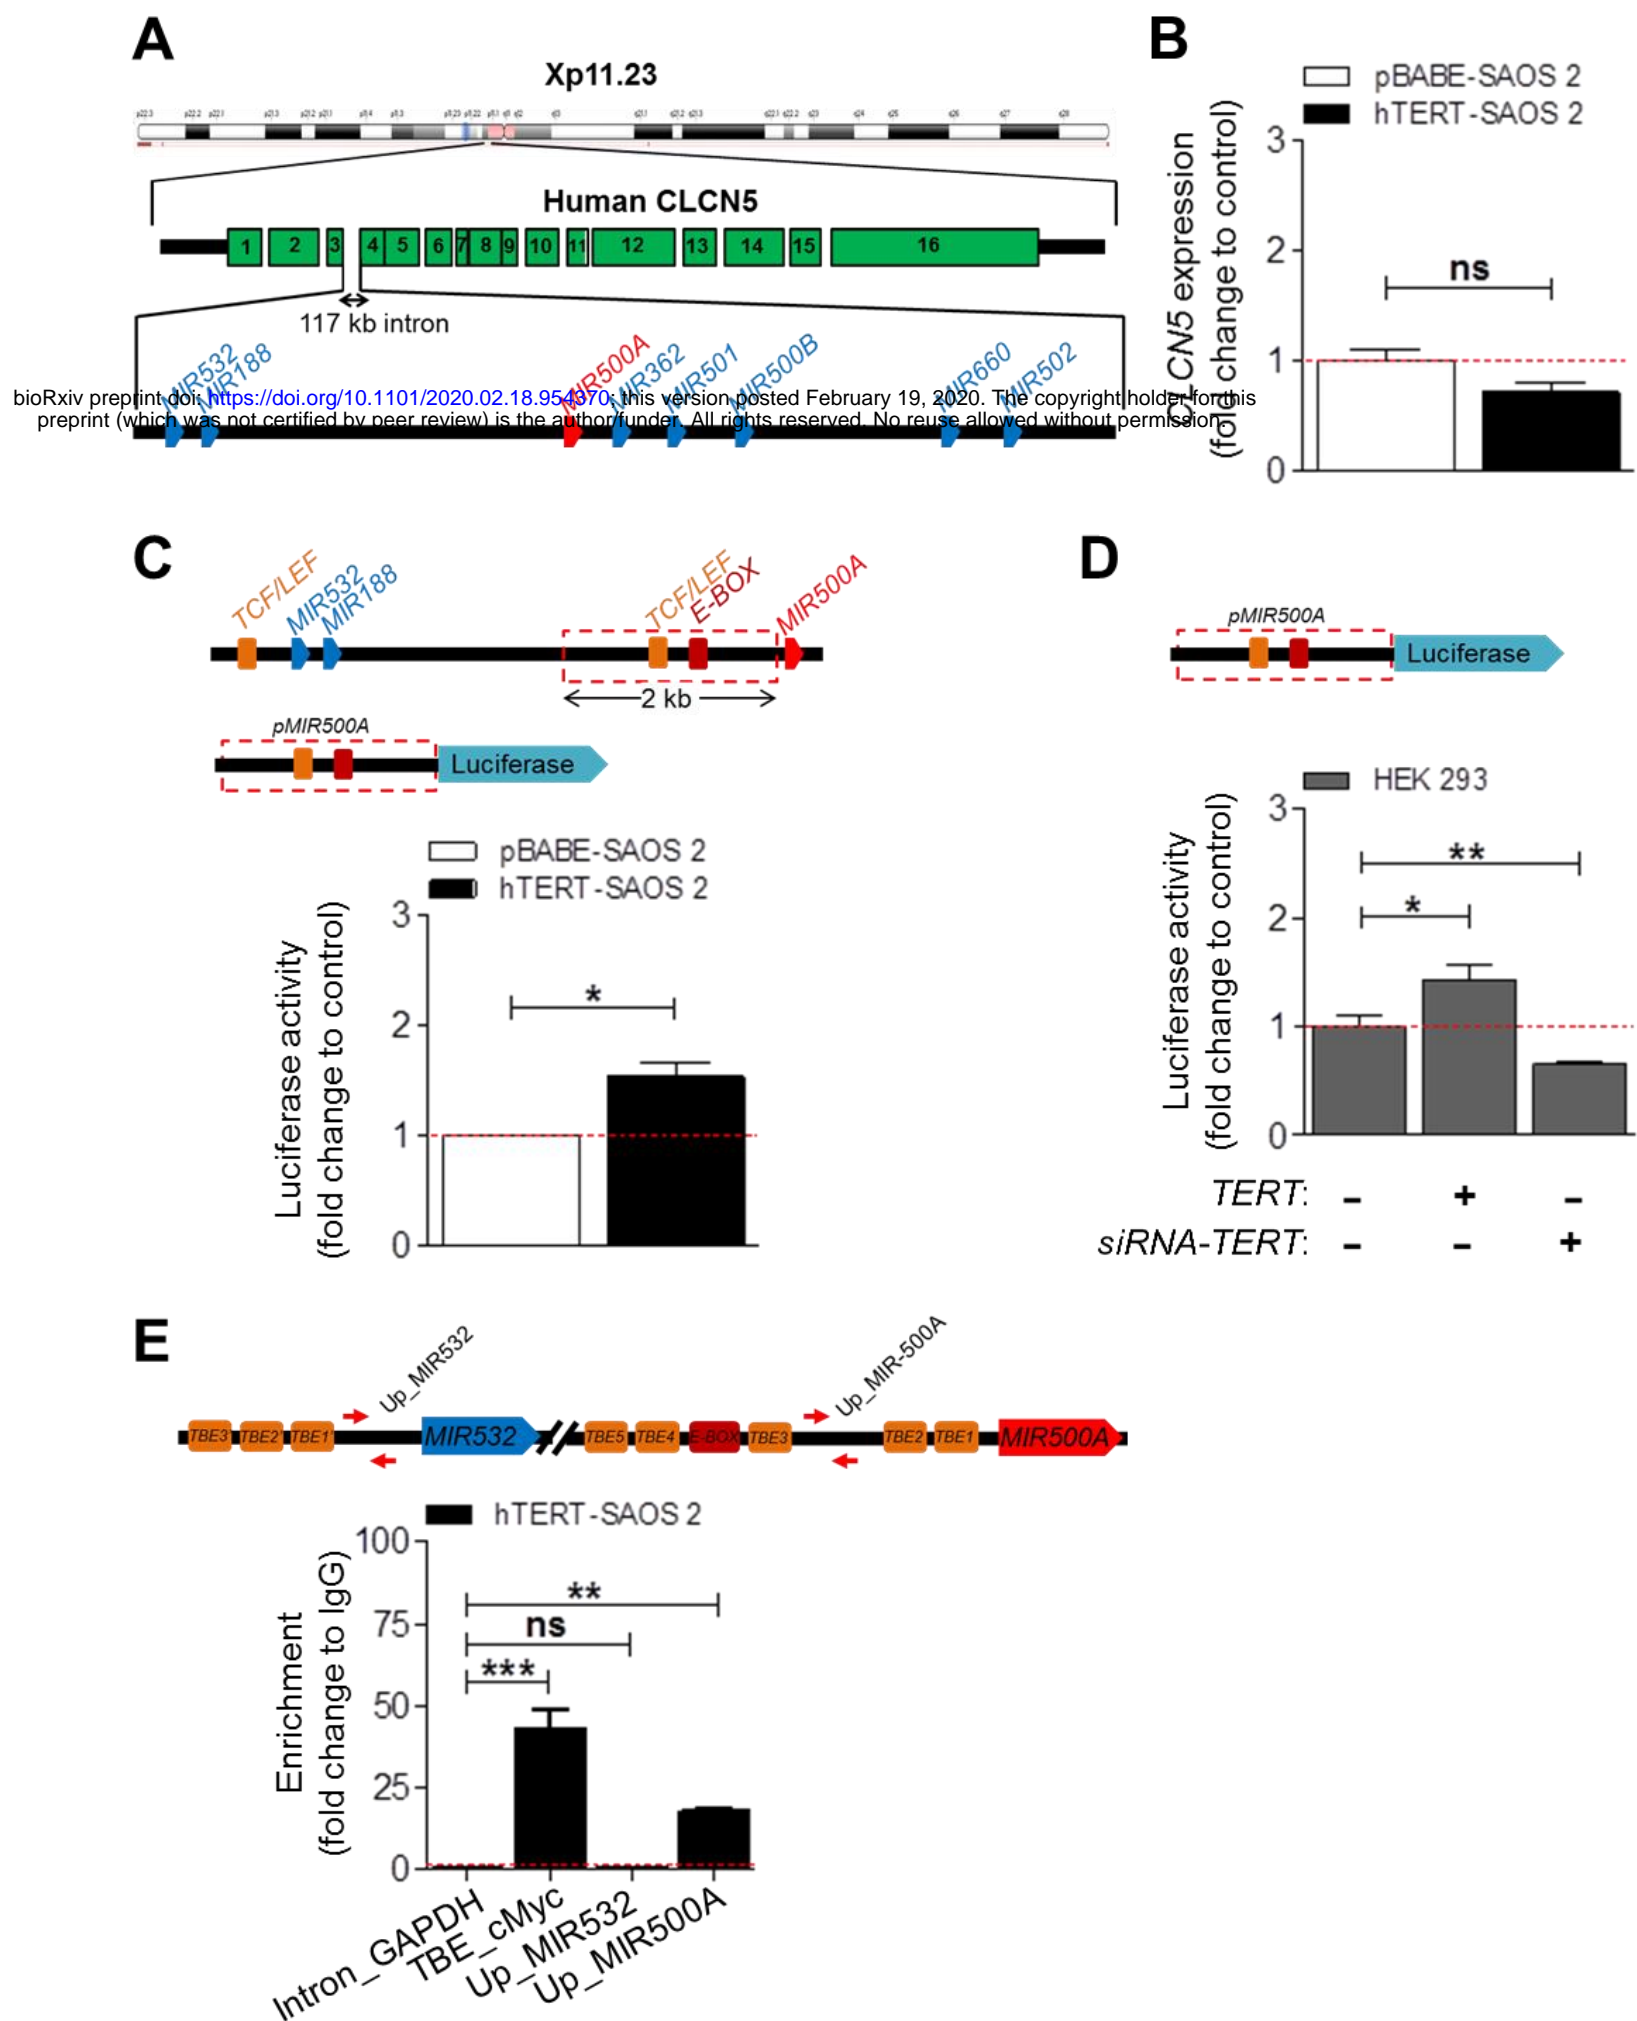 A
Xp11.23
Human CLCN5
1 2 3 4 5 6 7 8 9 10 11 12 13 14 15 16
117 kb intron
MIR532
MIR188
MIR500A
MIR362
MIR501
MIR500B
MIR660
MIR502
bioRxiv preprint doi: https://doi.org/10.1101/2020.02.18.954370; this version posted February 19, 2020. The copyright holder for this
preprint (which was not certified by peer review) is the author/funder. All rights reserved. No reuse allowed without permission.
B
pBABE-SAOS 2
hTERT-SAOS 2
CLCN5 expression
(fold change to control)
3
2
1
0
ns
C
TCF/LEF
MIR532
MIR188
TCF/LEF
E-BOX
MIR500A
2 kb
pMIR500A
Luciferase
pBABE-SAOS 2
hTERT-SAOS 2
Luciferase activity
(fold change to control)
3
2
1
0
*
D
pMIR500A
Luciferase
HEK 293
Luciferase activity
(fold change to control)
3
2
1
0
**
*
TERT: - + -
siRNA-TERT: - - +
E
Up_MIR532
Up_MIR-500A
TBE3 TBE2' TBE1' MIR532 // TBE5 TBE4 E-BOX TBE3 TBE2 TBE1 MIR500A
hTERT-SAOS 2
Enrichment
(fold change to IgG)
100
75
50
25
0
**
ns
***
Intron_GAPDH
TBE_cMyc
Up_MIR532
Up_MIR500A